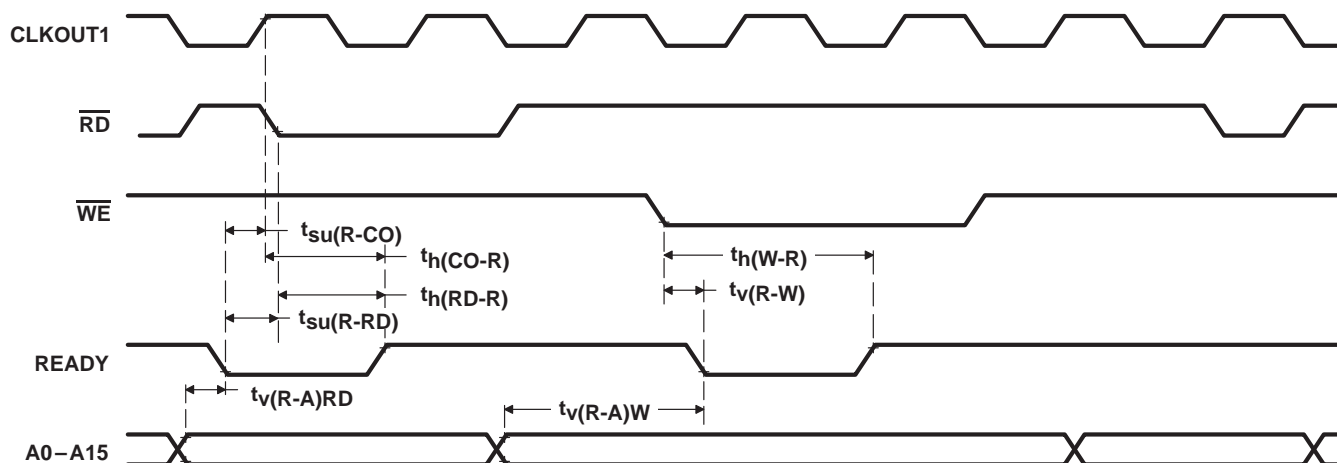 CLKOUT1
RD
WE
tsu(R-CO)
th(CO-R)
th(W-R)
tv(R-W)
th(RD-R)
tsu(R-RD)
READY
tv(R-A)RD
tv(R-A)W
A0–A15